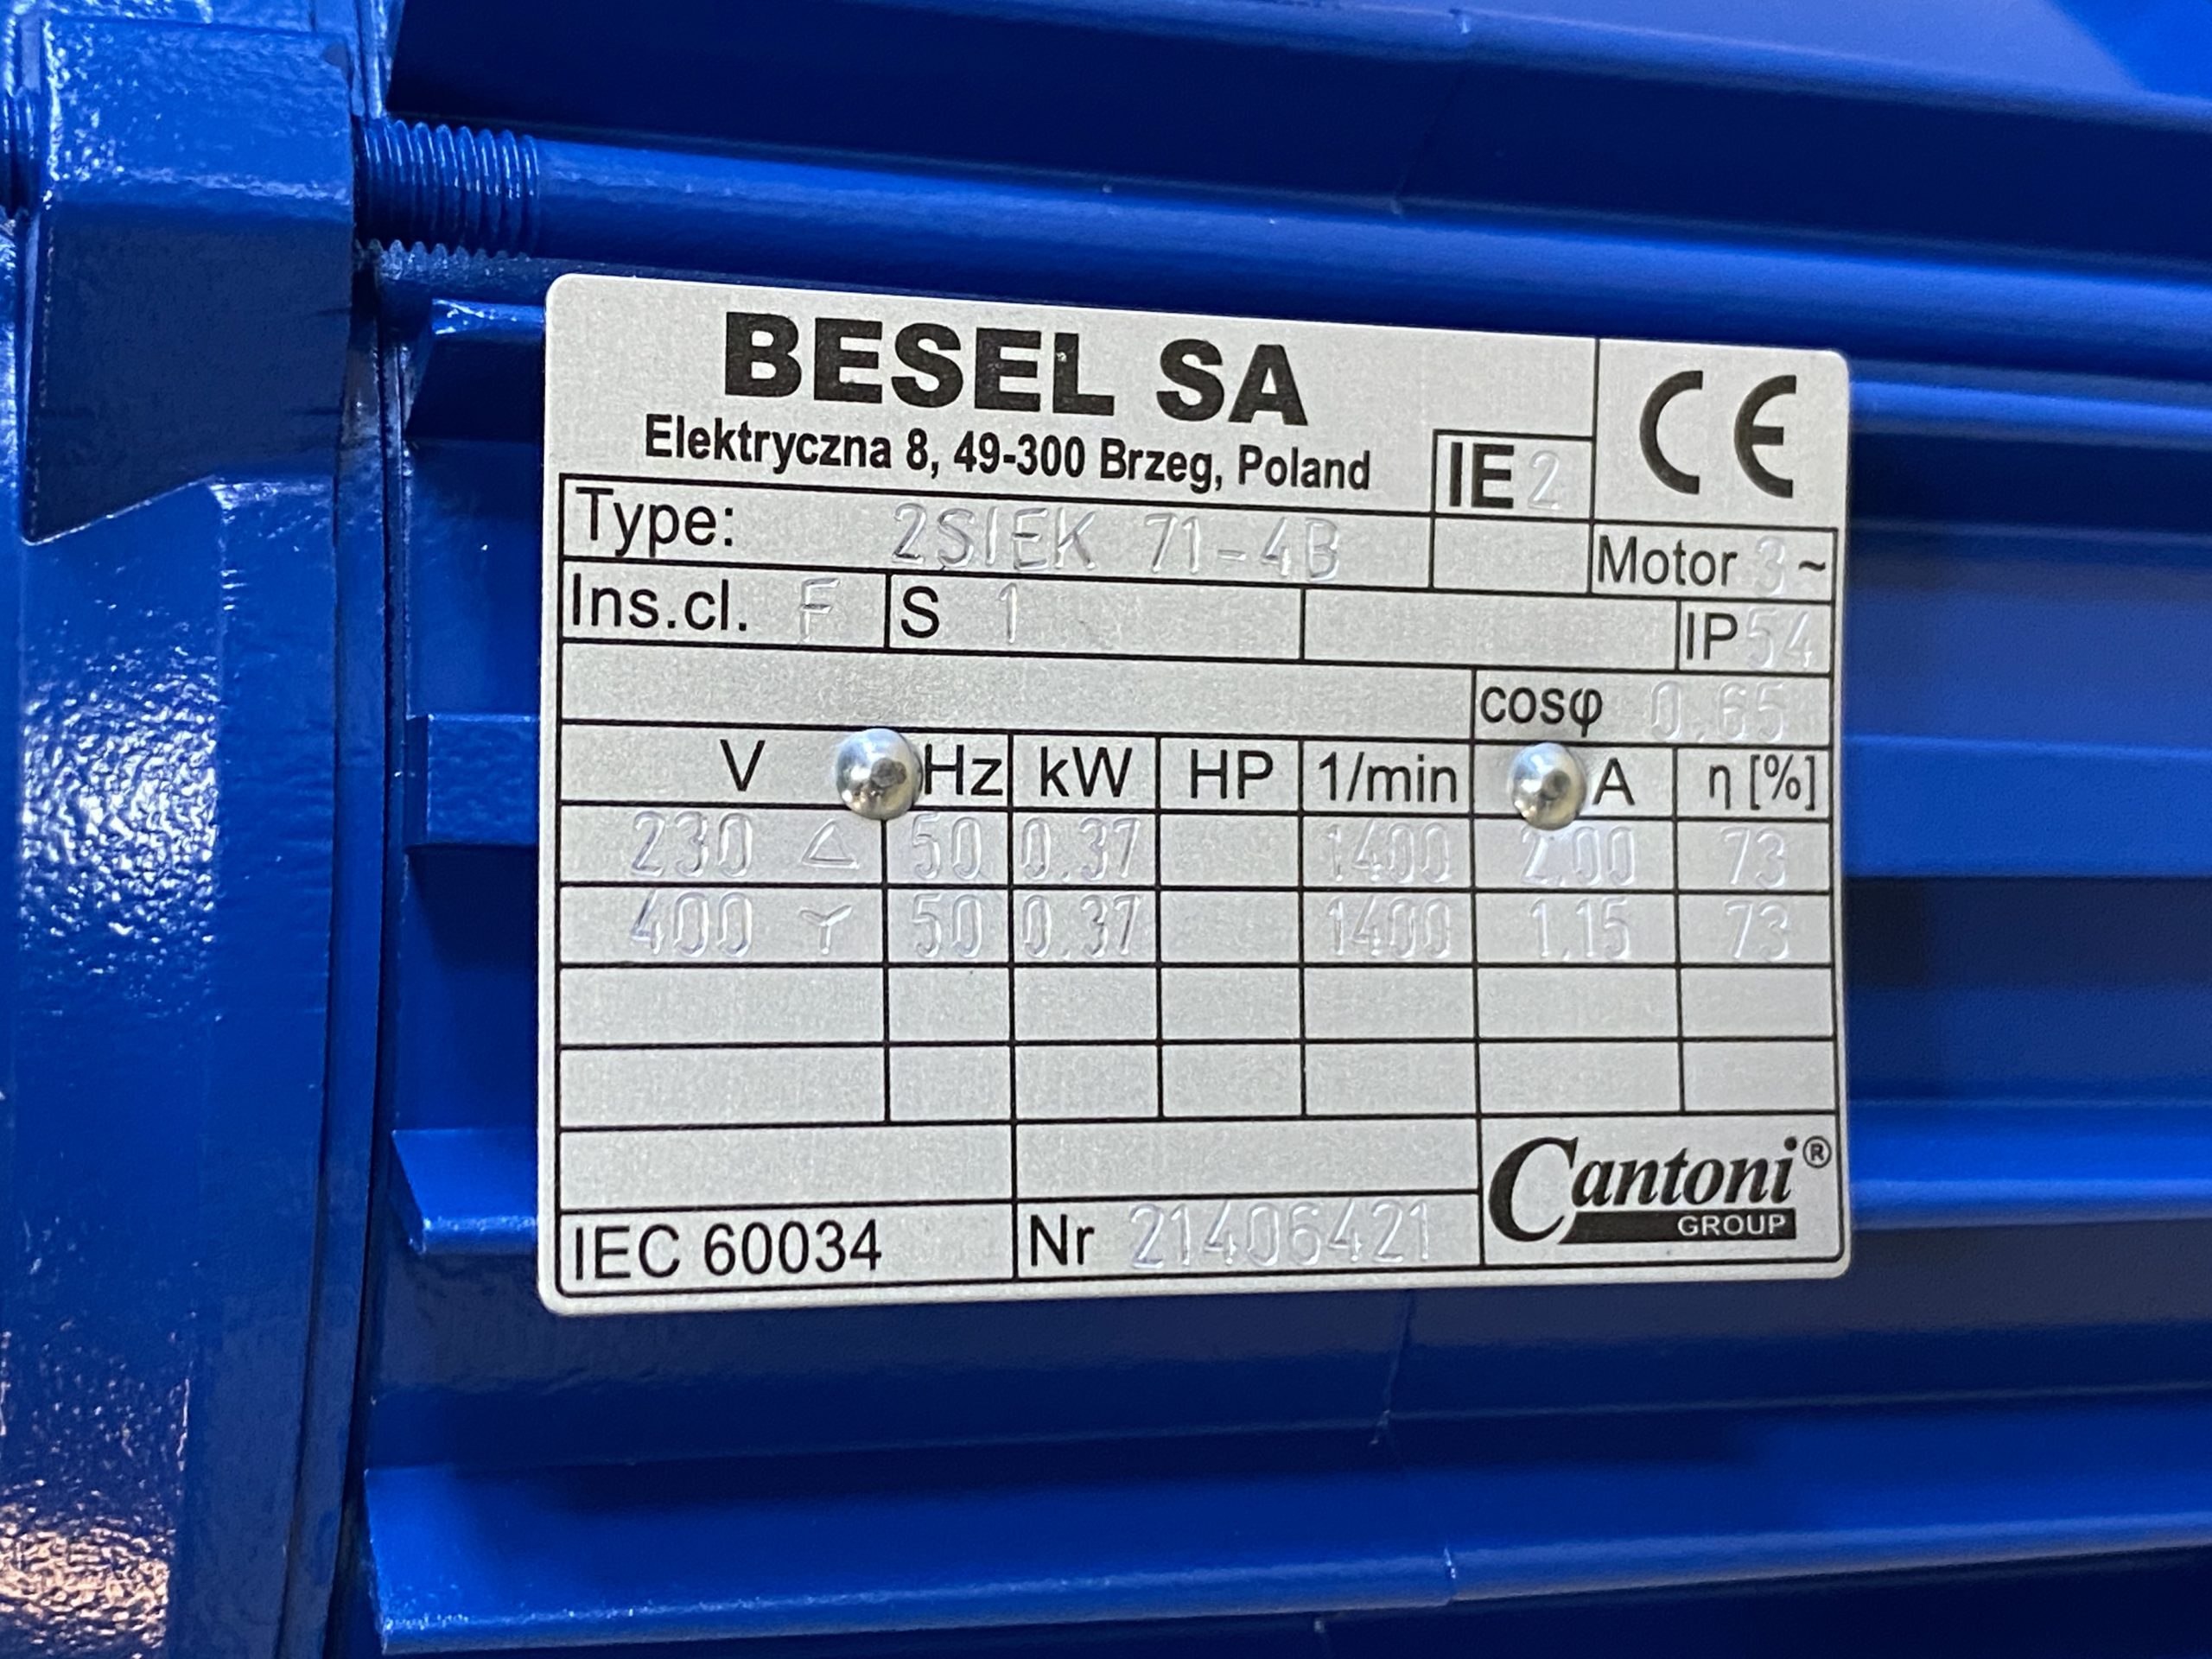 BESEL SA
Elektryczna 8, 49-300 Brzeg, Poland
IE2
CE
Type: 2SIEK 71-4B
Motor 3~
Ins.cl. F S 1 IP54
cosφ 0.65
V Hz kW HP 1/min A η [%]
230 △ 50 0.37 1400 2.00 73
400 Y 50 0.37 1400 1.15 73
IEC 60034 Nr 21406421
Cantoni®
GROUP